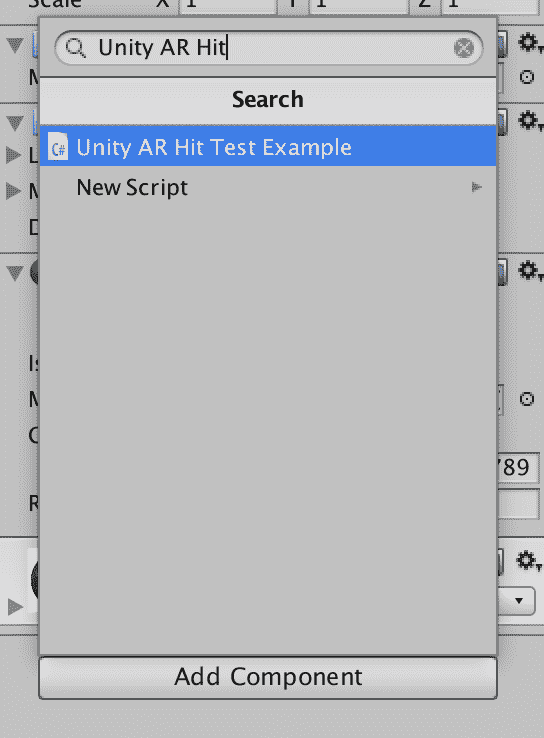 Scale X 1 Y 1 Z 1
Unity AR Hit
Search
C# Unity AR Hit Test Example
New Script
789
Add Component